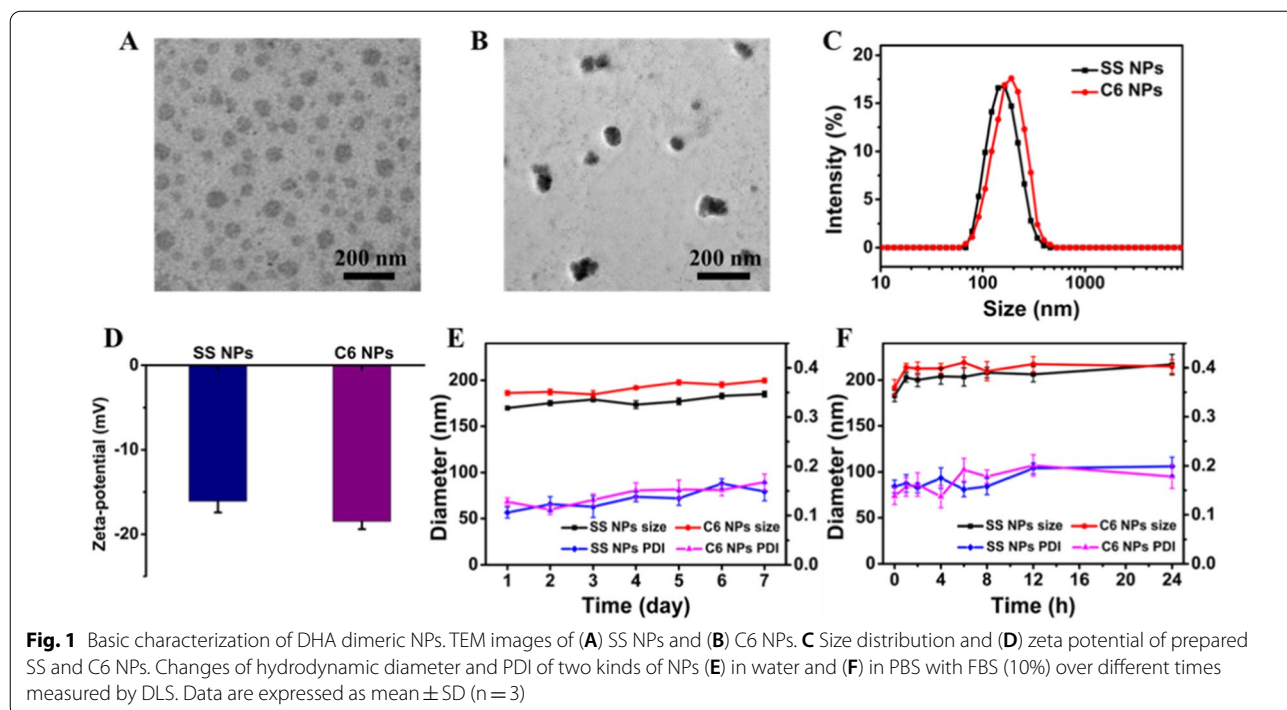 A
200 nm
B
200 nm
C
20
15
10
5
0
Intensity (%)
SS NPs
C6 NPs
10
100
1000
Size (nm)
D
SS NPs
C6 NPs
0
-10
-20
Zeta-potential (mV)
E
200
150
100
50
0
Diameter (nm)
0.4
0.3
0.2
0.1
0.0
SS NPs size
C6 NPs size
SS NPs PDI
C6 NPs PDI
1 2 3 4 5 6 7
Time (day)
F
200
150
100
50
0
Diameter (nm)
0.4
0.3
0.2
0.1
0.0
SS NPs size
C6 NPs size
SS NPs PDI
C6 NPs PDI
0 4 8 12 16 20 24
Time (h)
Fig. 1 Basic characterization of DHA dimeric NPs. TEM images of (A) SS NPs and (B) C6 NPs. C Size distribution and (D) zeta potential of prepared
SS and C6 NPs. Changes of hydrodynamic diameter and PDI of two kinds of NPs (E) in water and (F) in PBS with FBS (10%) over different times
measured by DLS. Data are expressed as mean ± SD (n = 3)